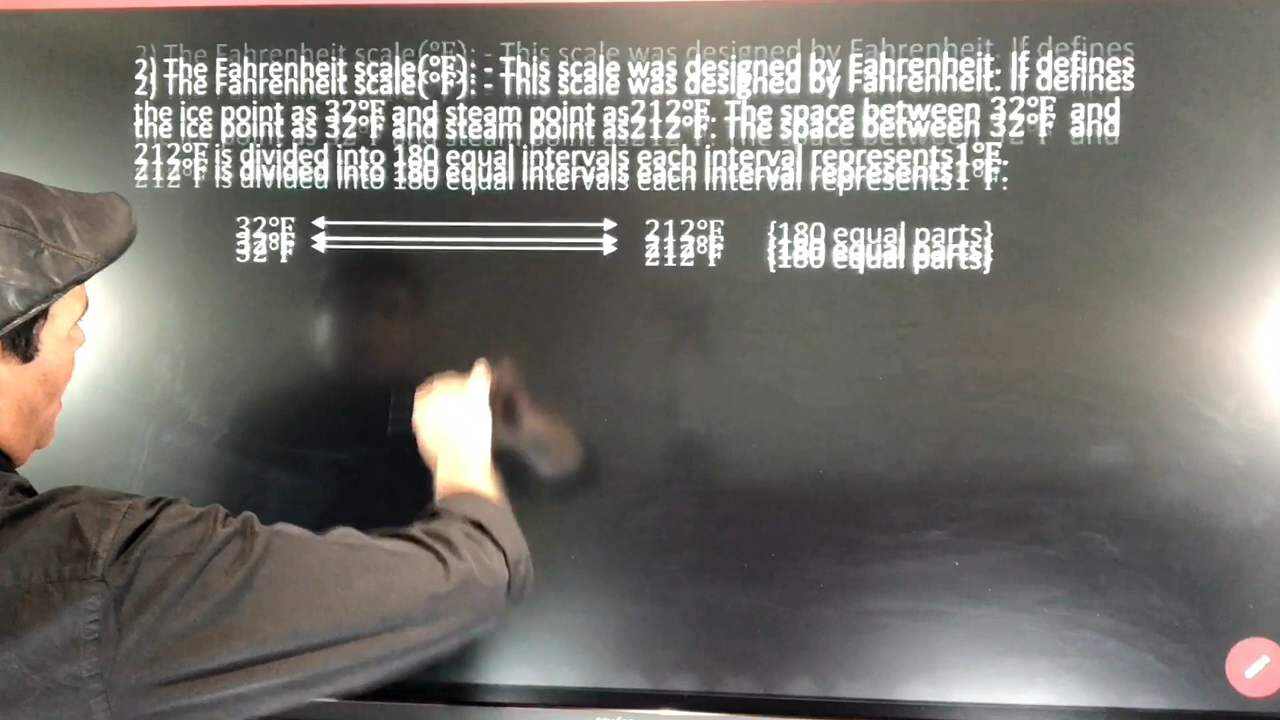 2) The Fahrenheit scale(°F): - This scale was designed by Fahrenheit. If defines
the ice point as 32°F and steam point as212°F. The space between 32°F and
212°F is divided into 180 equal intervals each interval represents1°F.
32°F 212°F {180 equal parts}